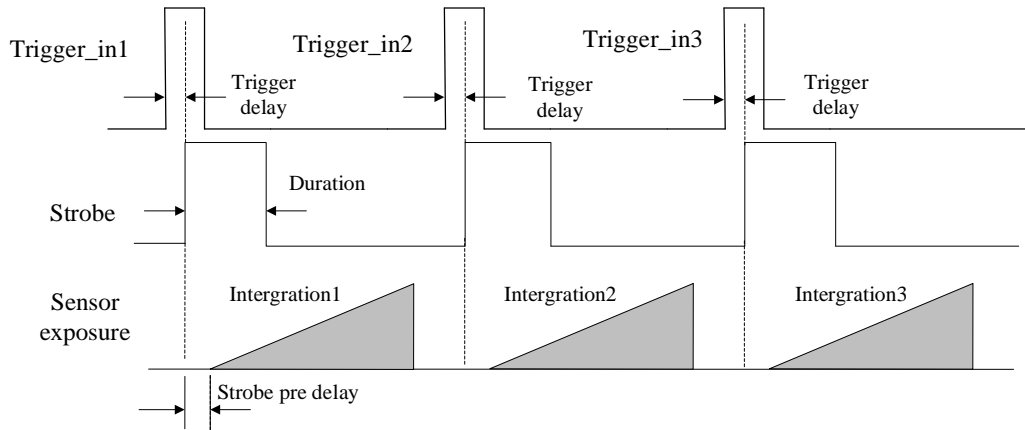 Trigger_in1
Trigger_in2
Trigger_in3
Trigger
delay
Trigger
delay
Trigger
delay
Duration
Strobe
Sensor
exposure
Intergration1
Intergration2
Intergration3
Strobe pre delay